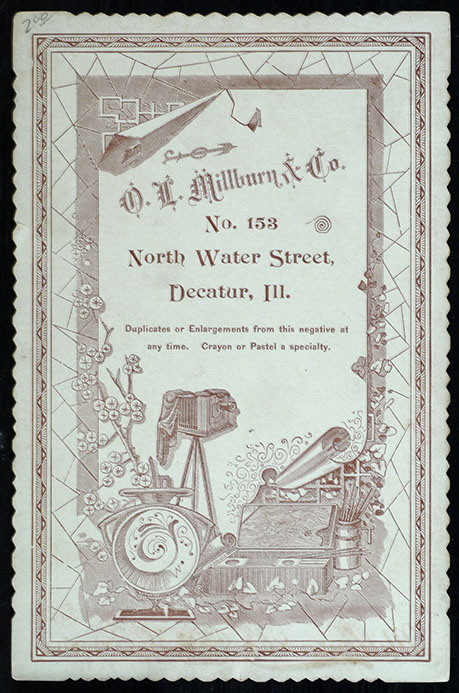 200
O. L. Millburn & Co.
No. 153
North Water Street,
Decatur, Ill.
Duplicates or Enlargements from this negative at
any time. Crayon or Pastel a specialty.